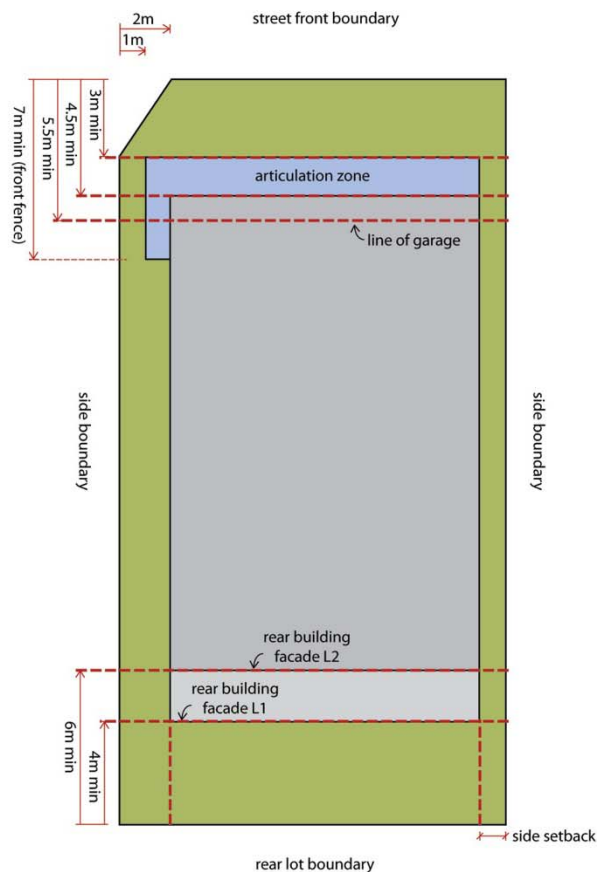 2m
street front boundary
1m
3m min
4.5m min
5.5m min
7m min (front fence)
articulation zone
line of garage
side boundary
side boundary
rear building
facade L2
rear building
facade L1
6m min
4m min
side setback
rear lot boundary